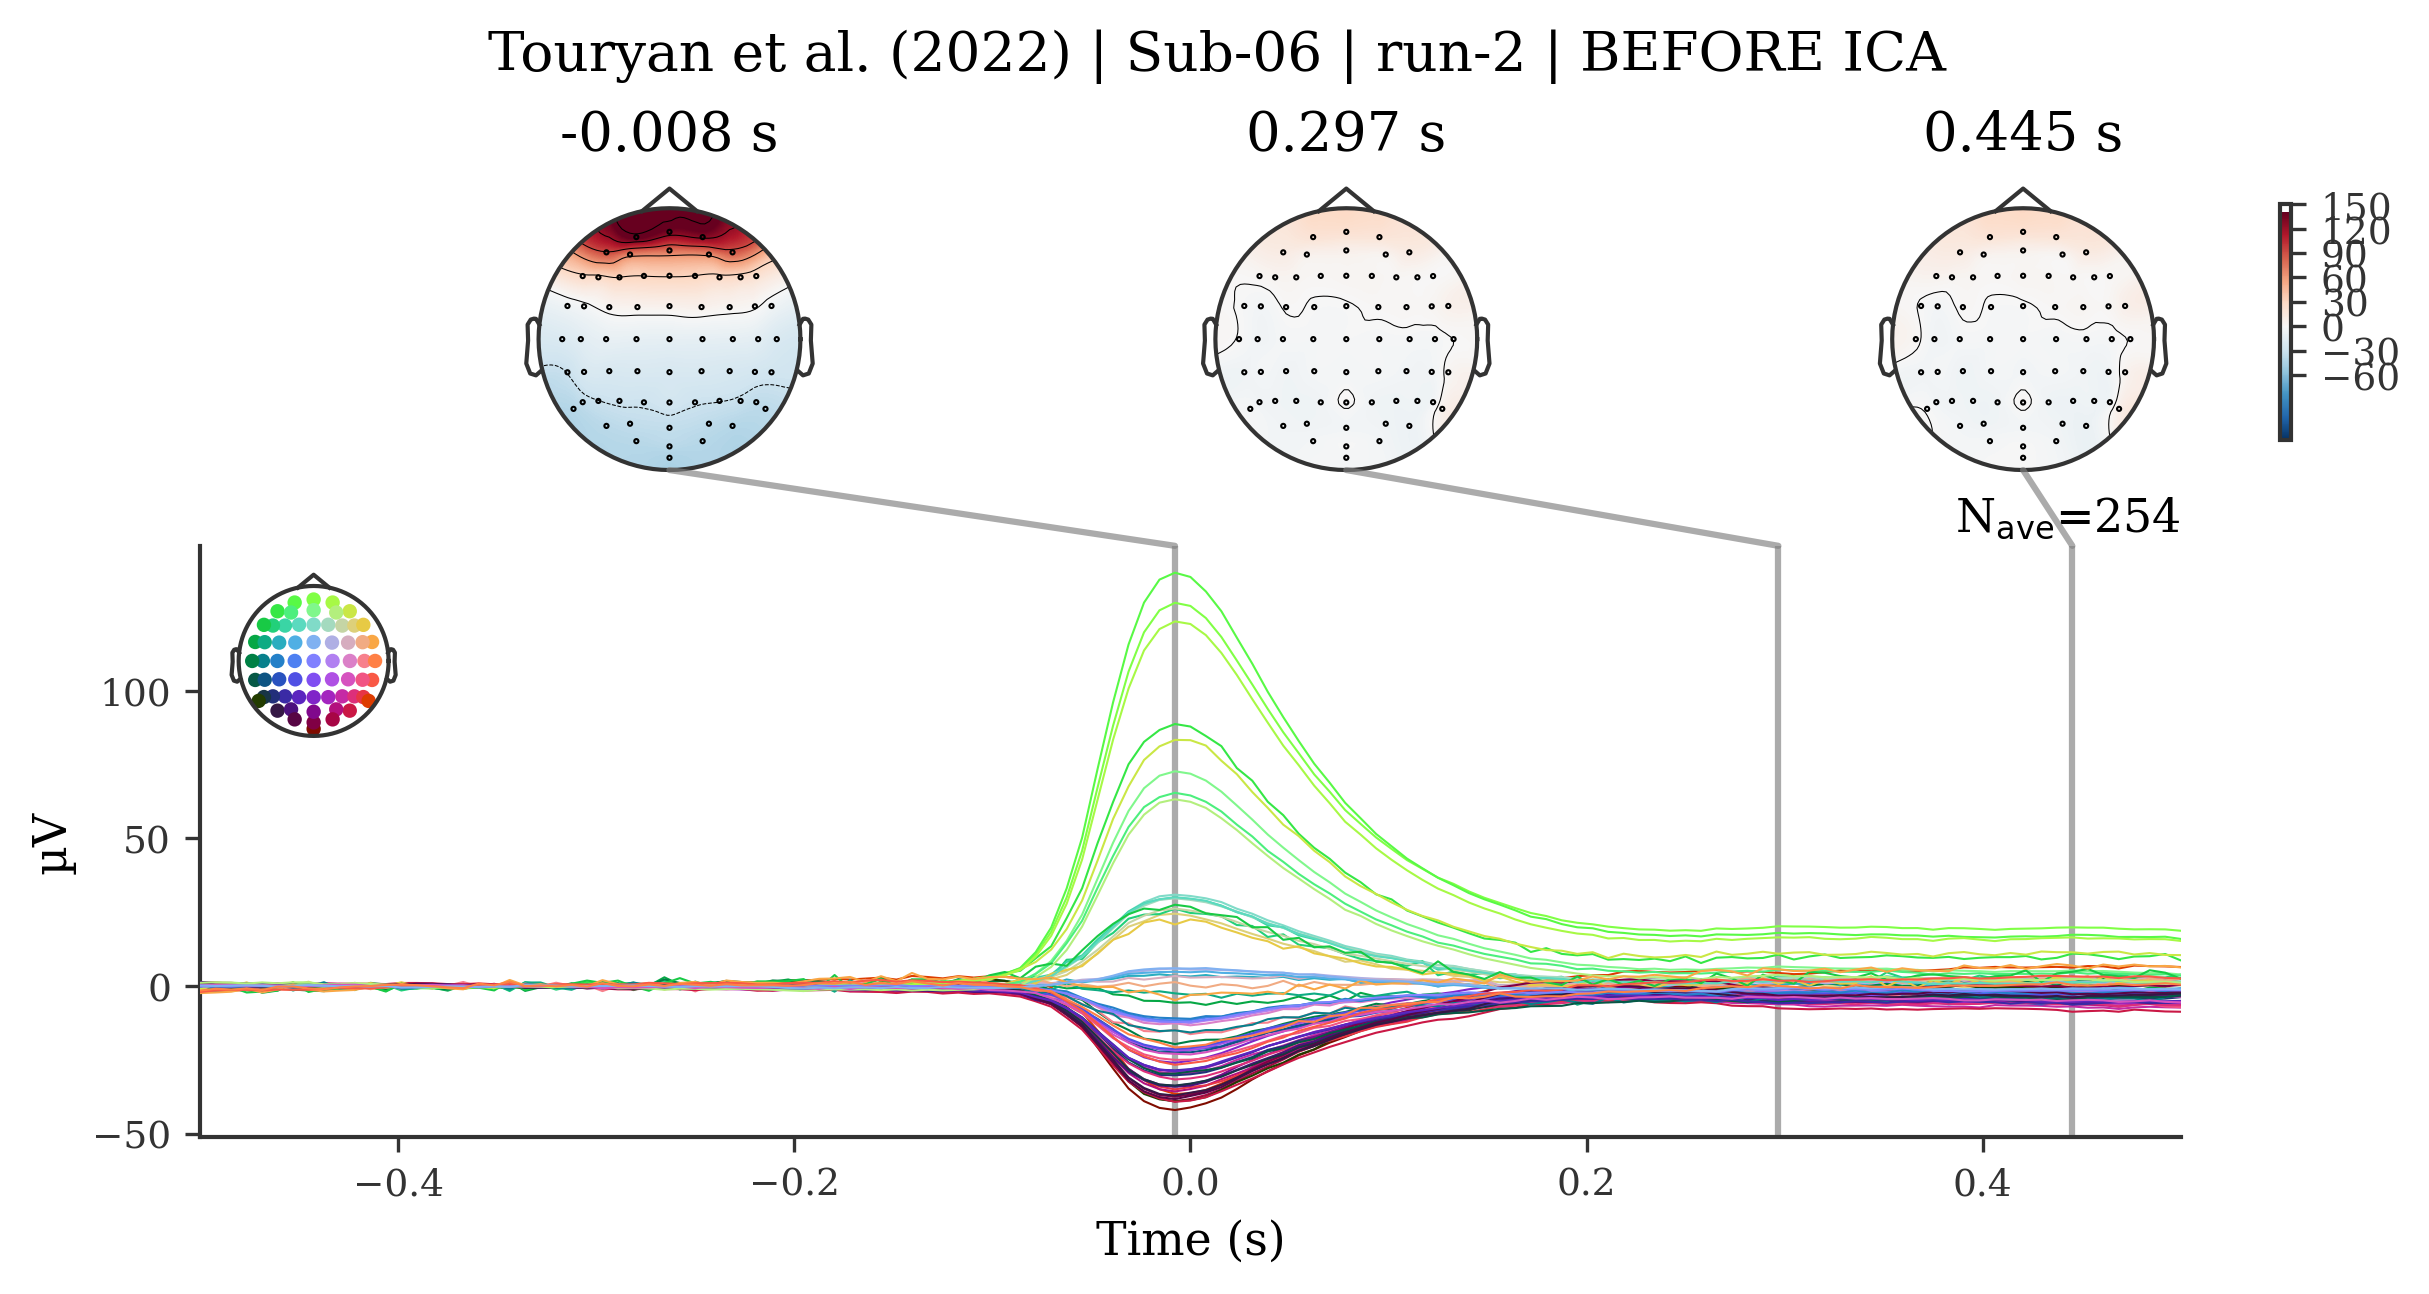 Touryan et al. (2022) | Sub-06 | run-2 | BEFORE ICA
-0.008 s
0.297 s
0.445 s
150
120
90
60
30
0
−30
−60
Nave=254
100
50
0
−50
µV
−0.4
−0.2
0.0
0.2
0.4
Time (s)